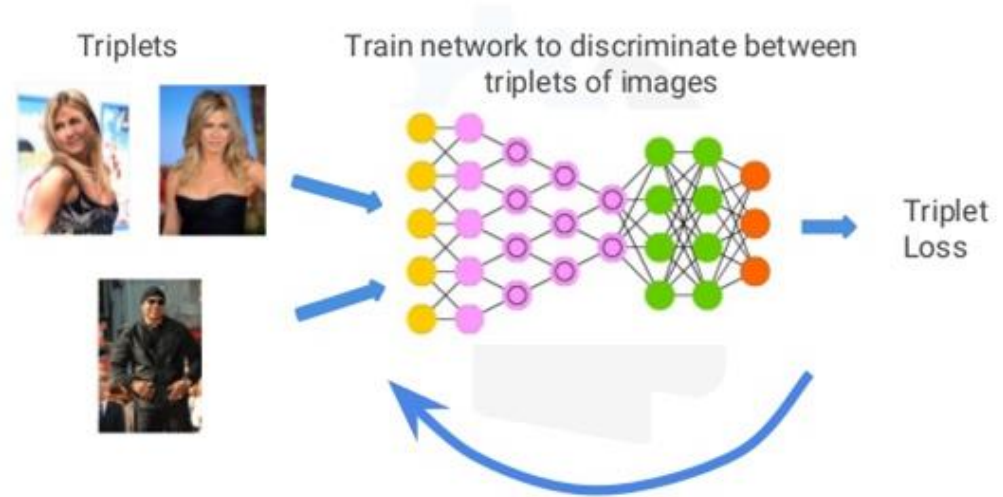 Triplets
Train network to discriminate between
triplets of images
Triplet
Loss